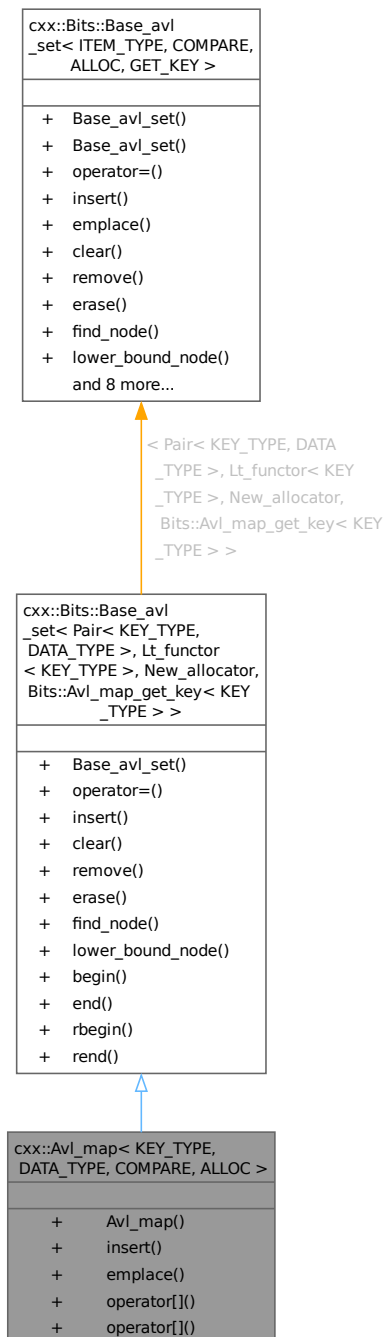 cxx::Bits::Base_avl
_set< ITEM_TYPE, COMPARE,
ALLOC, GET_KEY >
+ Base_avl_set()
+ Base_avl_set()
+ operator=()
+ insert()
+ emplace()
+ clear()
+ remove()
+ erase()
+ find_node()
+ lower_bound_node()
and 8 more...
< Pair< KEY_TYPE, DATA
_TYPE >, Lt_functor< KEY
_TYPE >, New_allocator,
Bits::Avl_map_get_key< KEY
_TYPE > >
cxx::Bits::Base_avl
_set< Pair< KEY_TYPE,
DATA_TYPE >, Lt_functor
< KEY_TYPE >, New_allocator,
Bits::Avl_map_get_key< KEY
_TYPE > >
+ Base_avl_set()
+ operator=()
+ insert()
+ clear()
+ remove()
+ erase()
+ find_node()
+ lower_bound_node()
+ begin()
+ end()
+ rbegin()
+ rend()
cxx::Avl_map< KEY_TYPE,
DATA_TYPE, COMPARE, ALLOC >
+ Avl_map()
+ insert()
+ emplace()
+ operator[]()
+ operator[]()